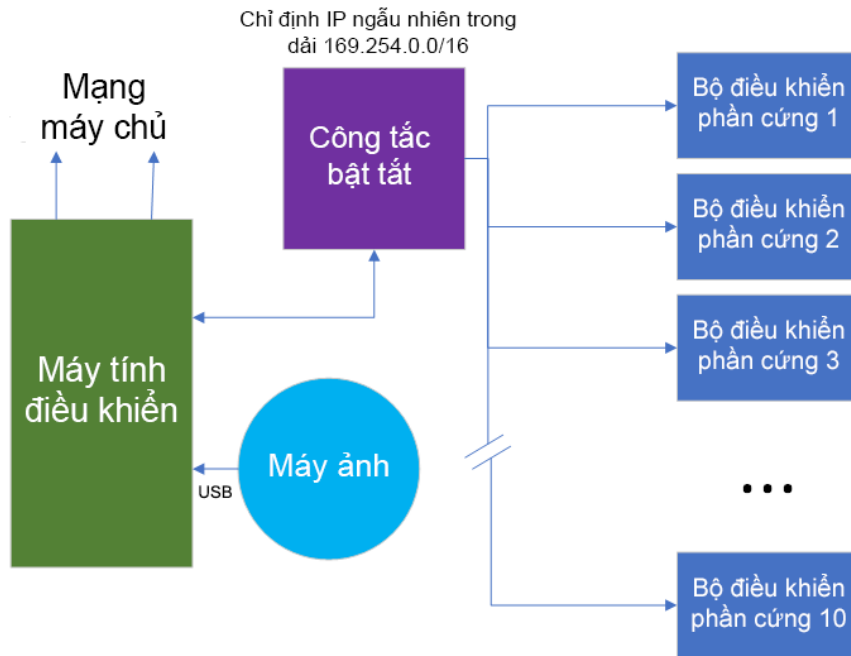 Chỉ định IP ngẫu nhiên trong
dải 169.254.0.0/16
Mạng
máy chủ
Công tắc
bật tắt
Bộ điều khiển
phần cứng 1
Bộ điều khiển
phần cứng 2
Bộ điều khiển
phần cứng 3
Máy tính
điều khiển
Máy ảnh
USB
...
Bộ điều khiển
phần cứng 10